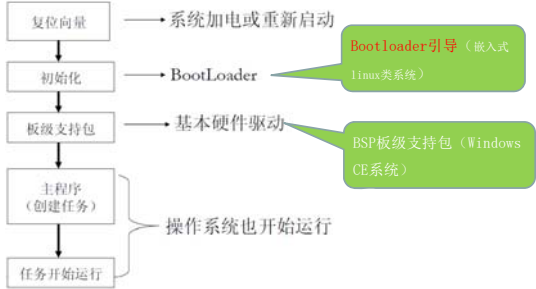 复位向量
系统加电或重新启动
初始化
BootLoader
Bootloader引导（嵌入式
linux类系统）
板级支持包
基本硬件驱动
BSP板级支持包（Windows
CE系统）
主程序
（创建任务）
操作系统也开始运行
任务开始运行